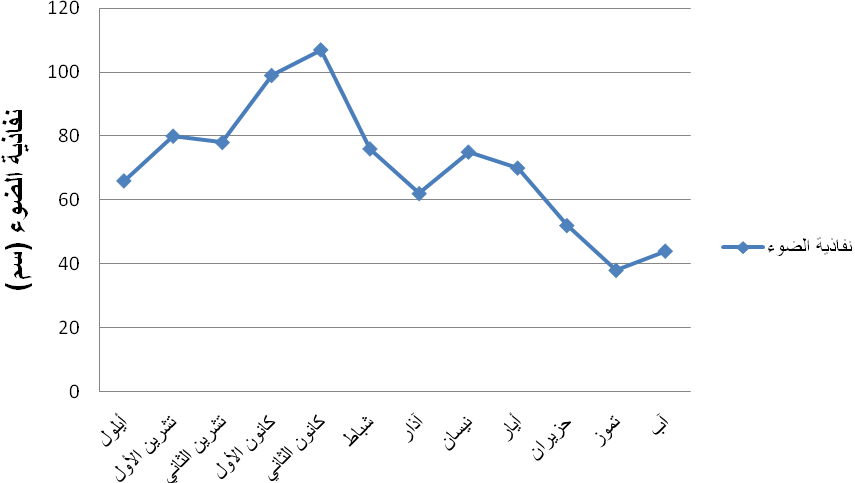 120
100
80
60
40
20
0
نفاذية الضوء (سم)
أيلول
تشرين الأول
تشرين الثاني
كانون الأول
كانون الثاني
شباط
آذار
نيسان
أيار
حزيران
تموز
آب
نفاذية الضوء